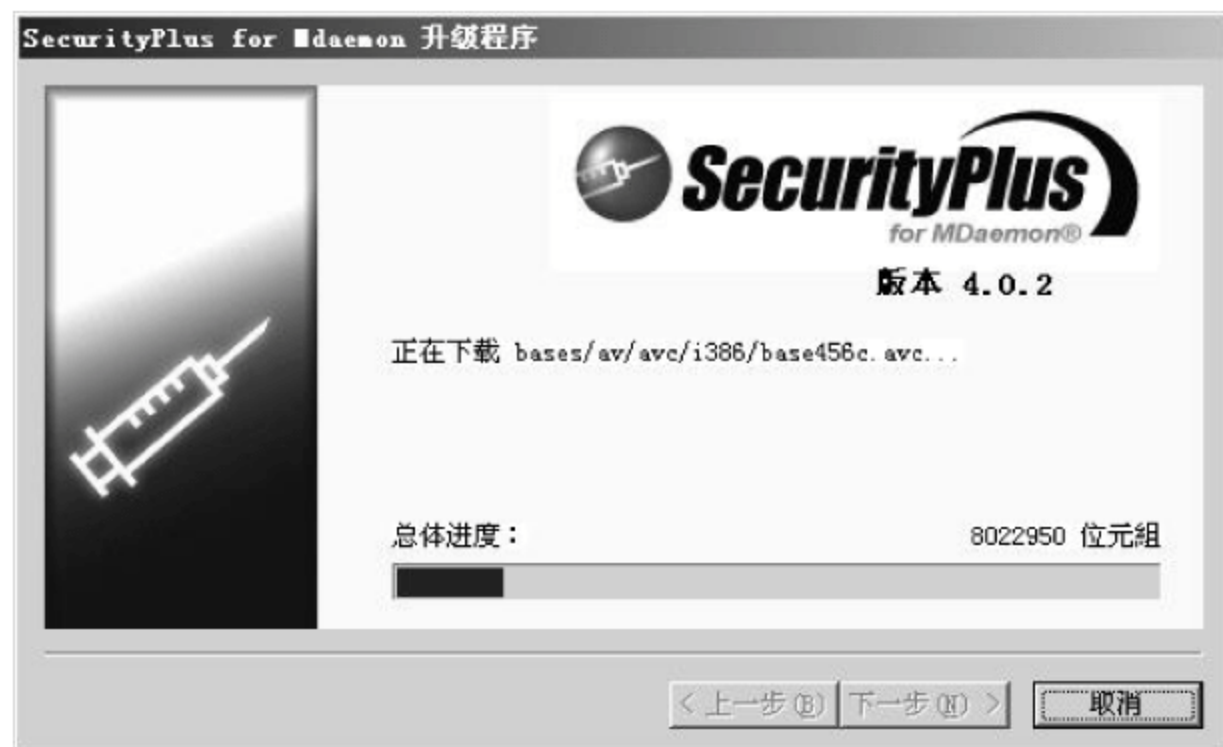 SecurityPlus for Mdaemon 升级程序
SecurityPlus
for MDaemon®
版本 4.0.2
正在下载 bases/av/avc/i386/base456c.avc...
总体进度：
8022950 位元組
< 上一步(B) 下一步(N) > 取消